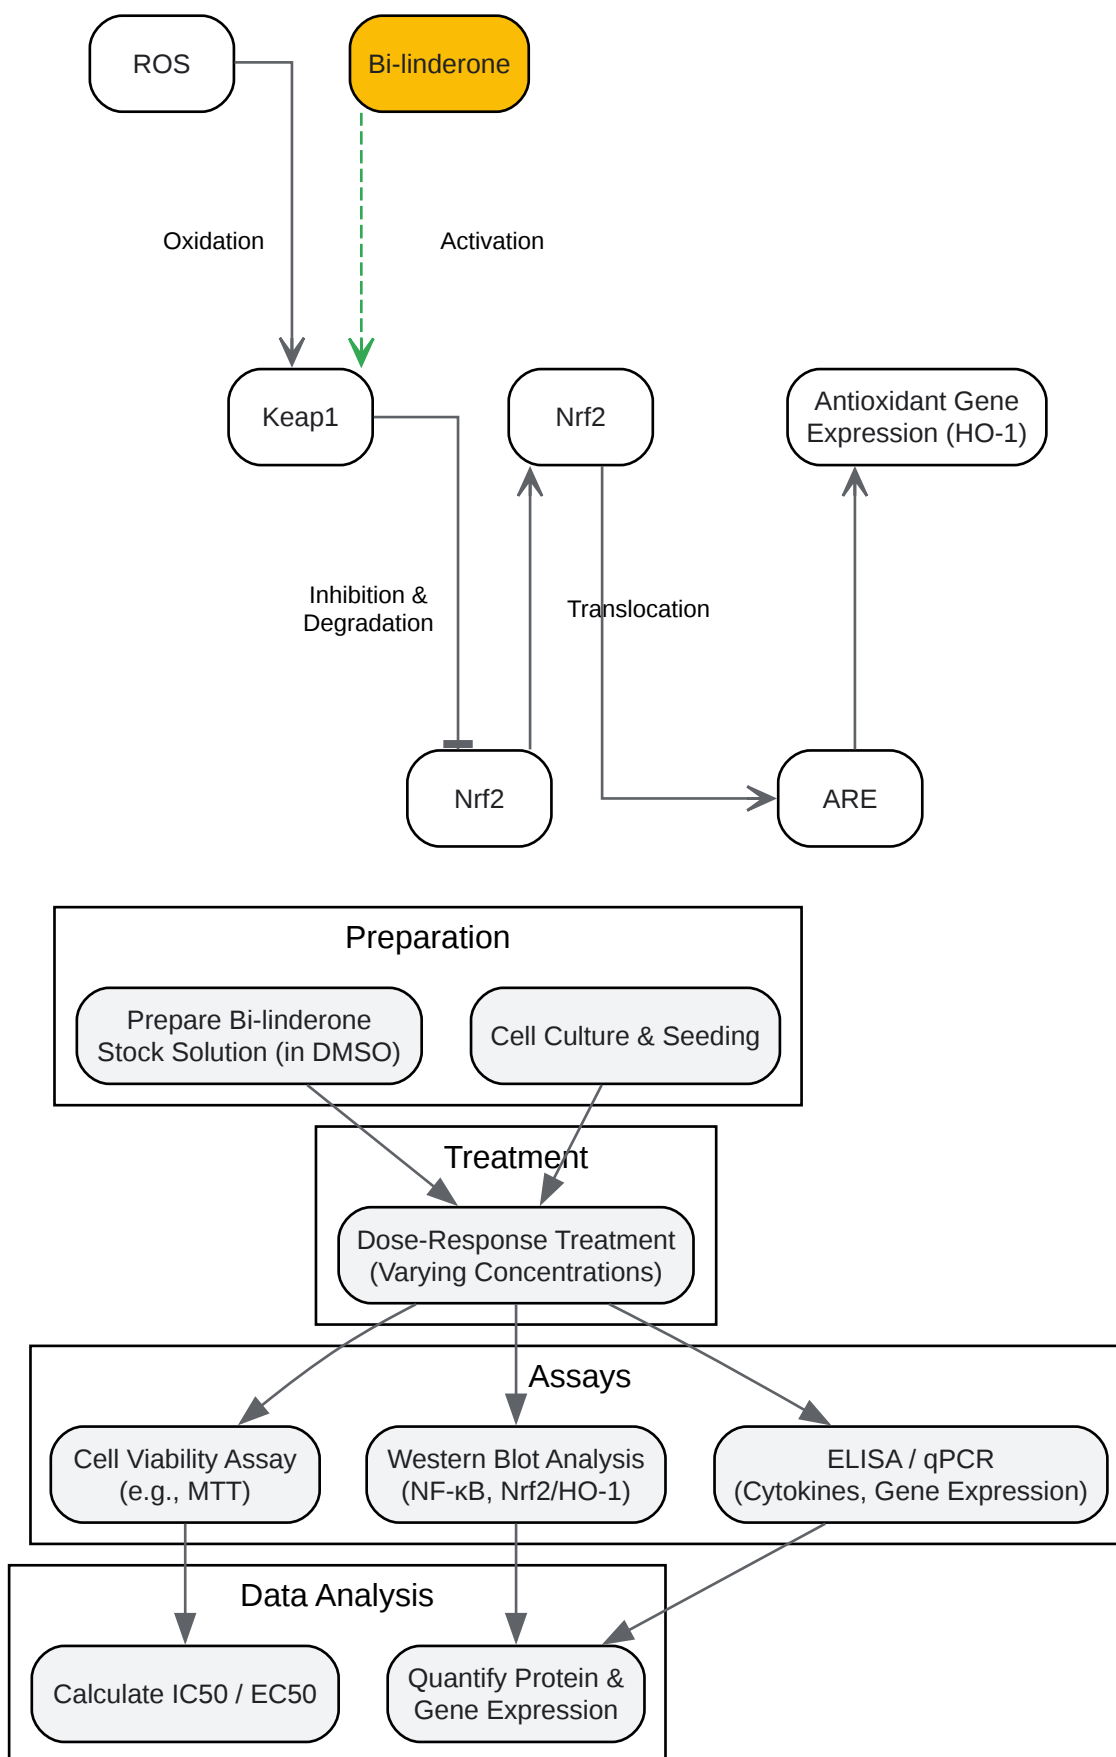 ROS
Bi-linderone
Oxidation
Activation
Keap1
Nrf2
Antioxidant Gene
Expression (HO-1)
Inhibition &
Degradation
Translocation
Nrf2
ARE
Preparation
Prepare Bi-linderone
Stock Solution (in DMSO)
Cell Culture & Seeding
Treatment
Dose-Response Treatment
(Varying Concentrations)
Assays
Cell Viability Assay
(e.g., MTT)
Western Blot Analysis
(NF-κB, Nrf2/HO-1)
ELISA / qPCR
(Cytokines, Gene Expression)
Data Analysis
Calculate IC50 / EC50
Quantify Protein &
Gene Expression